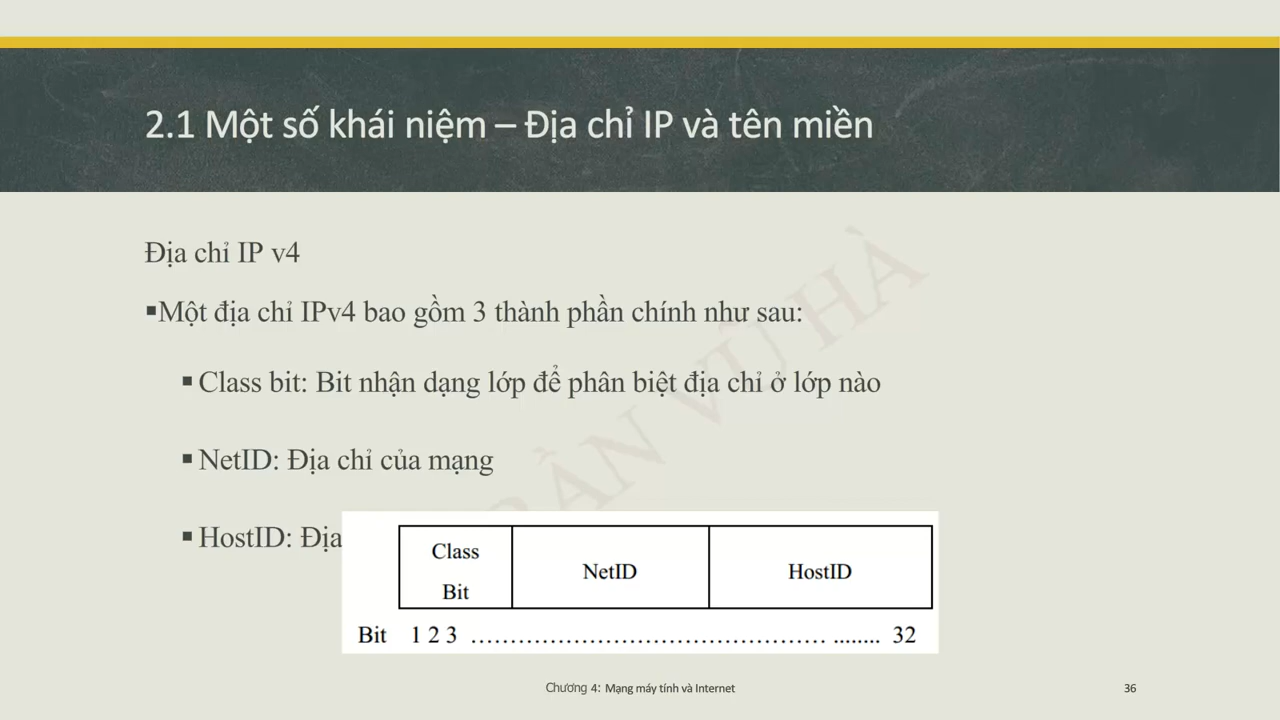 2.1 Một số khái niệm – Địa chỉ IP và tên miền
Địa chỉ IP v4
▪Một địa chỉ IPv4 bao gồm 3 thành phần chính như sau:
▪ Class bit: Bit nhận dạng lớp để phân biệt địa chỉ ở lớp nào
▪ NetID: Địa chỉ của mạng
▪ HostID: Địa
Class
Bit
NetID
HostID
Bit 1 2 3 ............................................. ........ 32
VŨ HÀ
Chương 4: Mạng máy tính và Internet
36